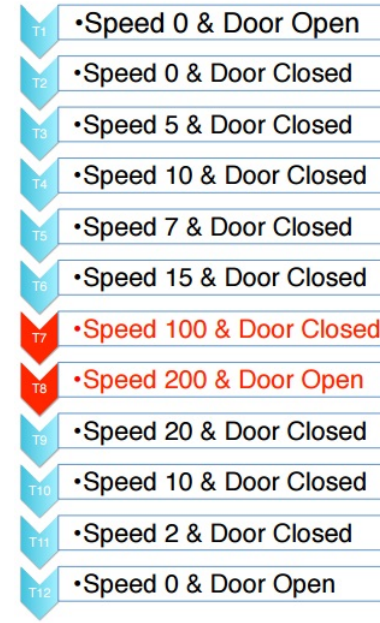 T1 •Speed 0 & Door Open
T2 •Speed 0 & Door Closed
T3 •Speed 5 & Door Closed
T4 •Speed 10 & Door Closed
T5 •Speed 7 & Door Closed
T6 •Speed 15 & Door Closed
T7 •Speed 100 & Door Closed
T8 •Speed 200 & Door Open
T9 •Speed 20 & Door Closed
T10 •Speed 10 & Door Closed
T11 •Speed 2 & Door Closed
T12 •Speed 0 & Door Open